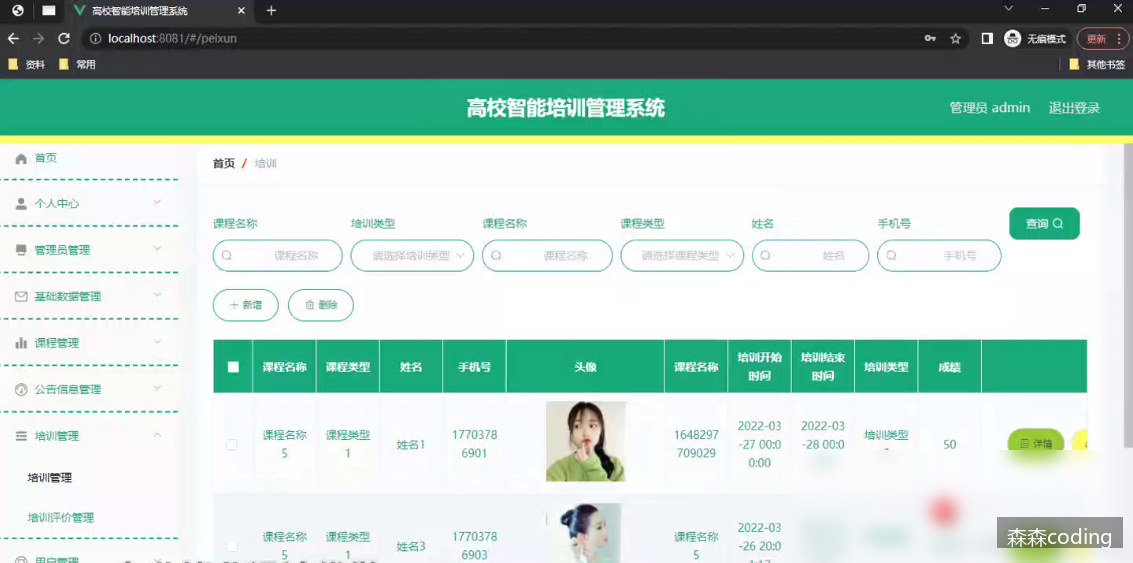 高校智能培训管理系统
localhost:8081/#/peixun
无痕模式
更新
资料
常用
其他书签
高校智能培训管理系统
管理员 admin
退出登录
首页
首页 / 培训
个人中心
管理员管理
基础数据管理
课程管理
公告信息管理
培训管理
培训管理
培训评价管理
用户管理
课程名称 培训类型 课程名称 课程类型 姓名 手机号
课程名称 请选择培训类型 课程名称 请选择课程类型 姓名 手机号
查询
新增 删除
课程名称 课程类型 姓名 手机号 头像 课程名称 培训开始时间 培训结束时间 培训类型 成绩
课程名称5 课程类型1 姓名1 17703786901 1648297709029 2022-03-27 00:00:00 2022-03-28 00:0 培训类型 50 详情
课程名称5 课程类型1 姓名3 17703786903 课程名称5 2022-03-26 20:0
森森coding